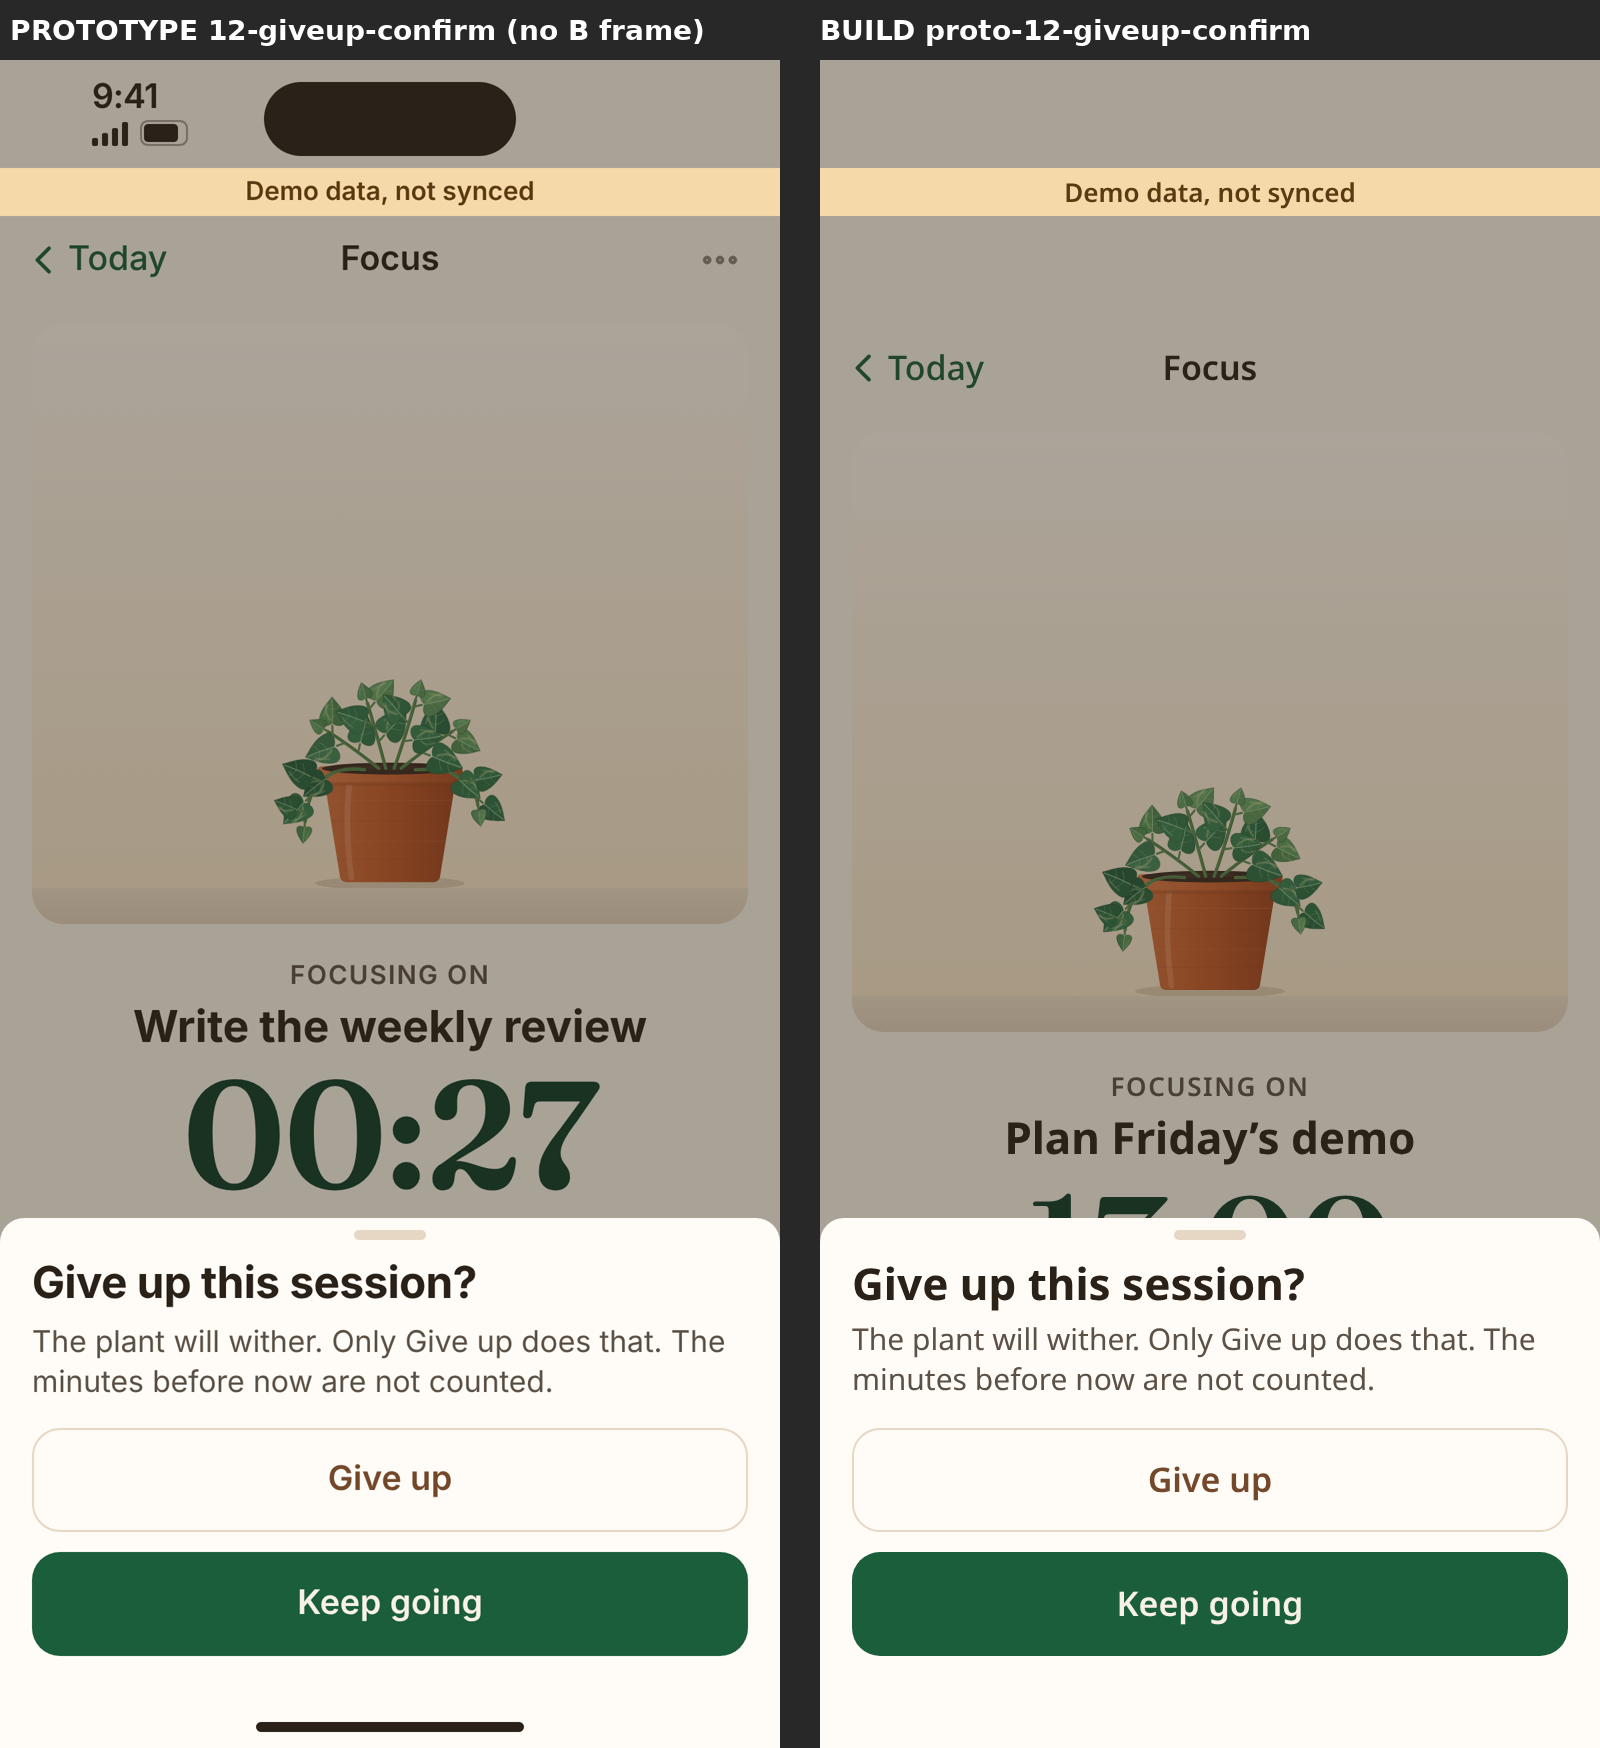 PROTOTYPE 12-giveup-confirm (no B frame)
9:41
Demo data, not synced
Today
Focus
FOCUSING ON
Write the weekly review
00:27
Give up this session?
The plant will wither. Only Give up does that. The
minutes before now are not counted.
Give up
Keep going
BUILD proto-12-giveup-confirm
Demo data, not synced
Today
Focus
FOCUSING ON
Plan Friday’s demo
Give up this session?
The plant will wither. Only Give up does that. The
minutes before now are not counted.
Give up
Keep going